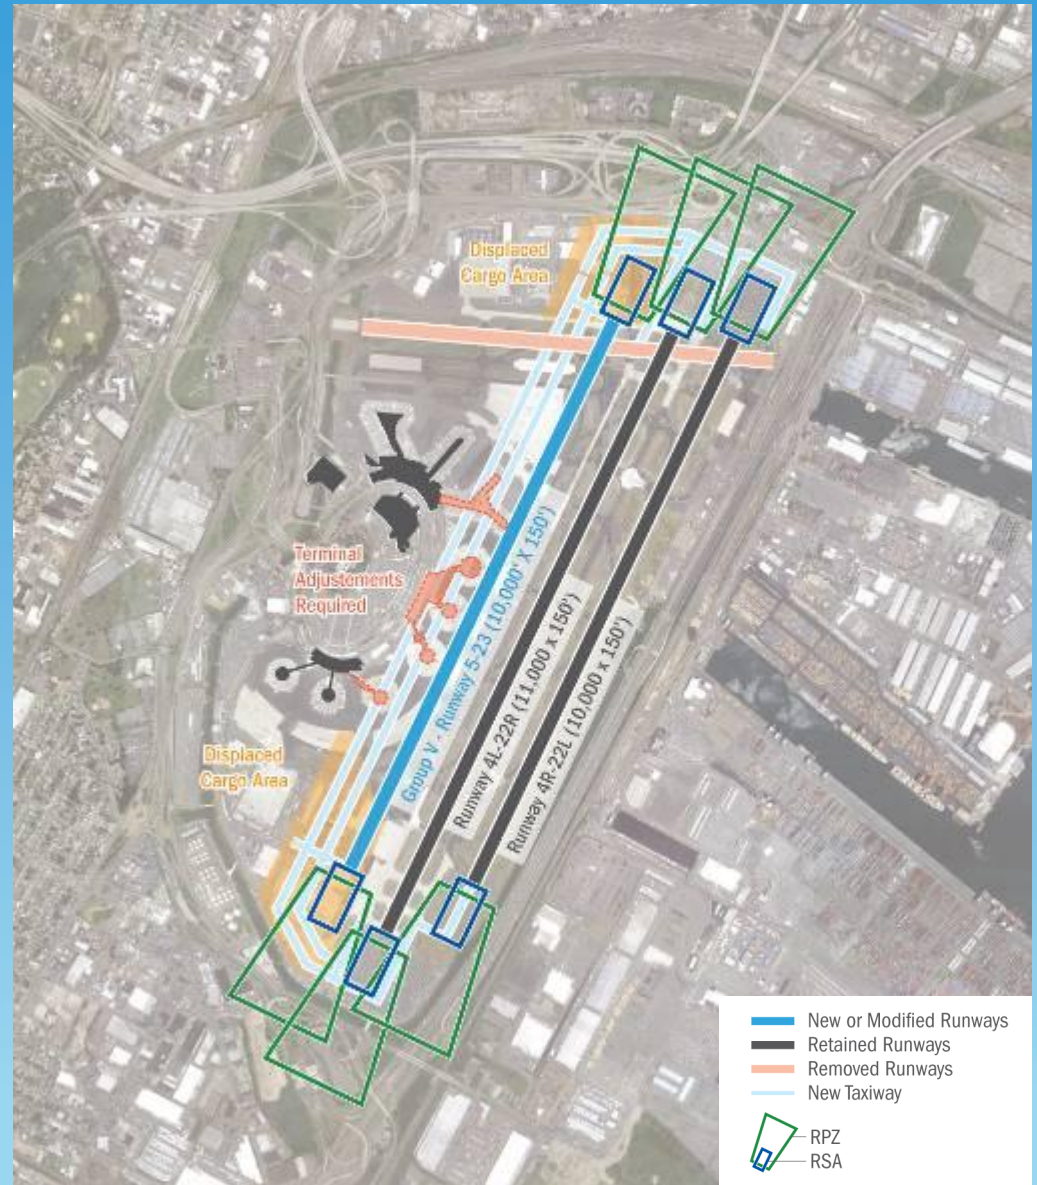 Displaced
Cargo Area
Terminal
Adjustements
Required
Displaced
Cargo Area
Group V - Runway 5-23 (10,000' X 150')
Runway 4L-22R (11,000 x 150')
Runway 4R-22L (10,000 x 150')
New or Modified Runways
Retained Runways
Removed Runways
New Taxiway
RPZ
RSA